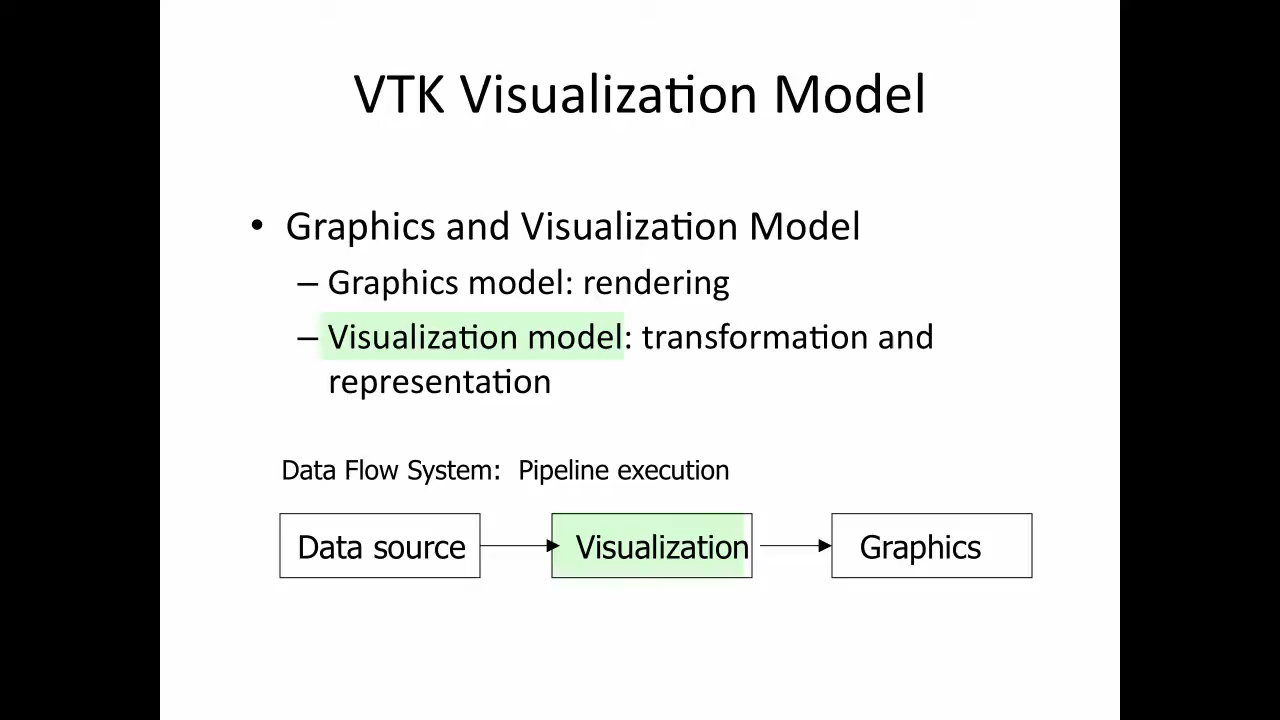 VTK Visualization Model
• Graphics and Visualization Model
– Graphics model: rendering
– Visualization model: transformation and
representation
Data Flow System: Pipeline execution
Data source
Visualization
Graphics